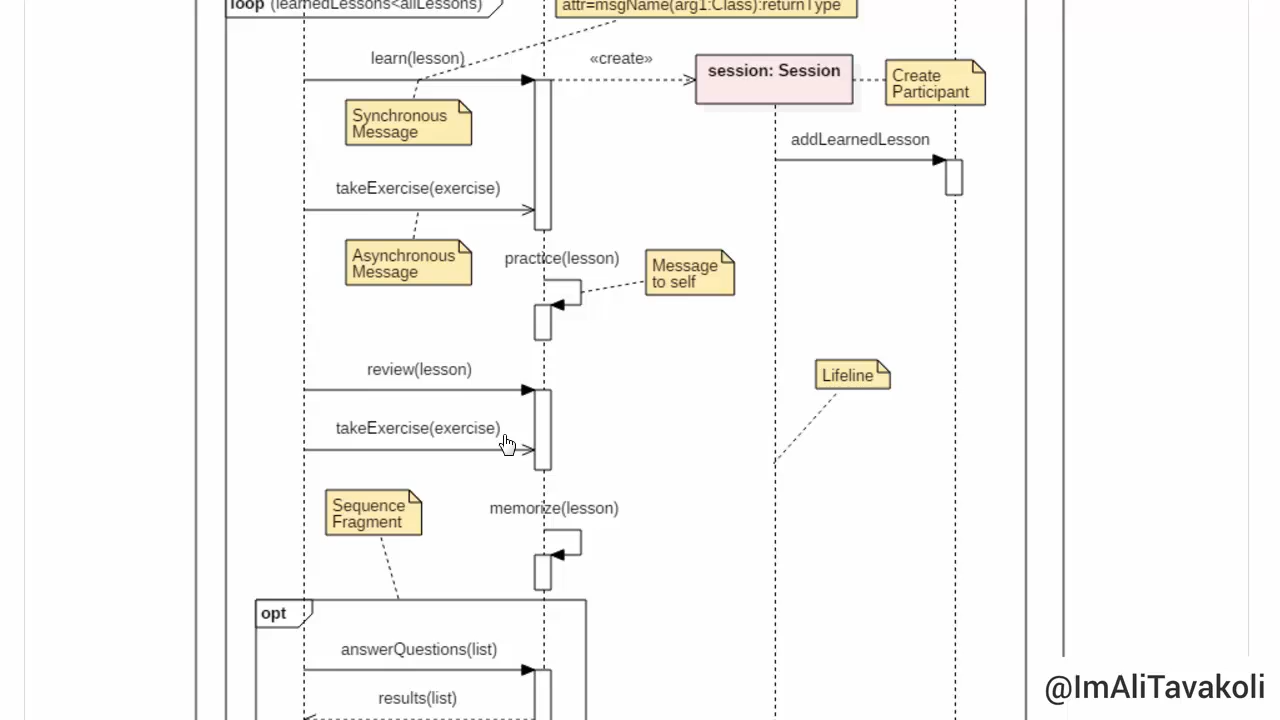 loop (learnedLessons<allLessons)
attr=msgName(arg1:Class):returnType
learn(lesson)
«create»
session: Session
Create
Participant
Synchronous
Message
addLearnedLesson
takeExercise(exercise)
Asynchronous
Message
practice(lesson)
Message
to self
review(lesson)
Lifeline
takeExercise(exercise)
Sequence
Fragment
memorize(lesson)
opt
answerQuestions(list)
results(list)
@ImAliTavakoli